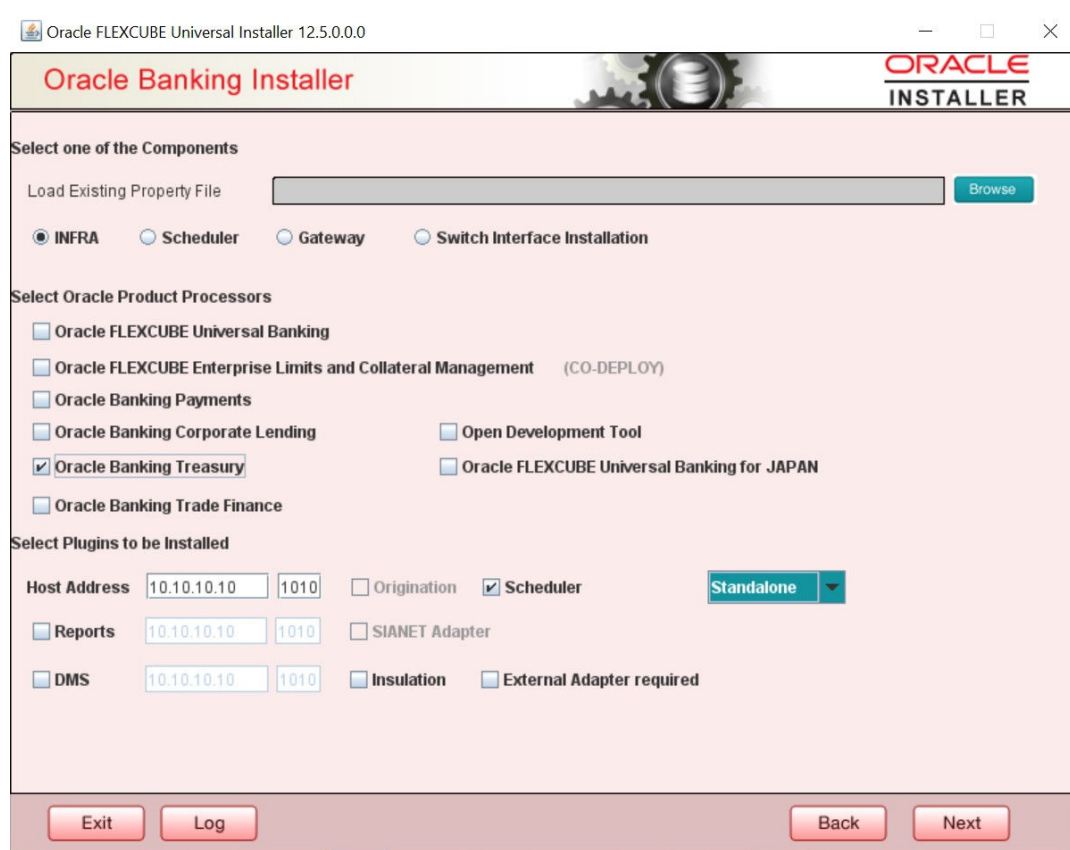 Oracle FLEXCUBE Universal Installer 12.5.0.0.0
Oracle Banking Installer
ORACLE
INSTALLER
Select one of the Components
Load Existing Property File Browse
INFRA Scheduler Gateway Switch Interface Installation
Select Oracle Product Processors
Oracle FLEXCUBE Universal Banking
Oracle FLEXCUBE Enterprise Limits and Collateral Management (CO-DEPLOY)
Oracle Banking Payments
Oracle Banking Corporate Lending Open Development Tool
Oracle Banking Treasury Oracle FLEXCUBE Universal Banking for JAPAN
Oracle Banking Trade Finance
Select Plugins to be Installed
Host Address 10.10.10.10 1010 Origination Scheduler Standalone
Reports 10.10.10.10 1010 SIANET Adapter
DMS 10.10.10.10 1010 Insulation External Adapter required
Exit Log Back Next